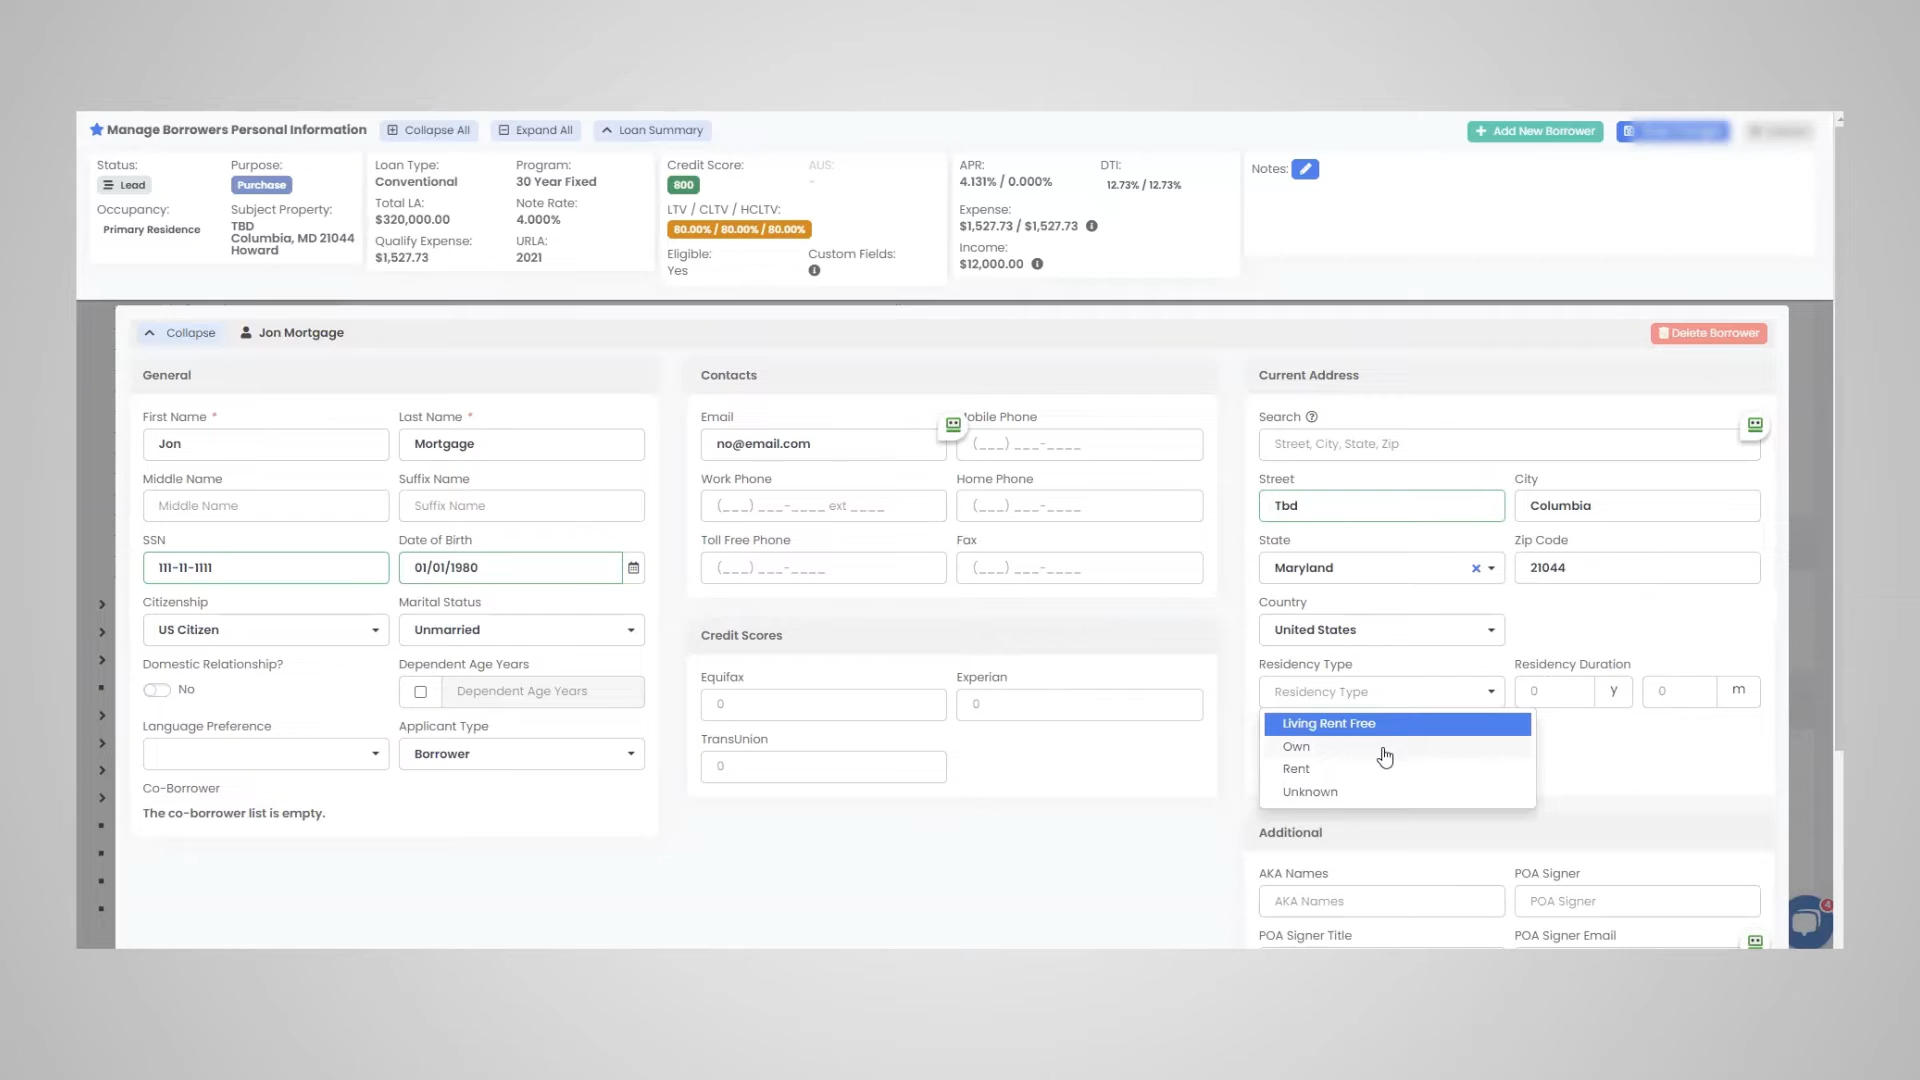 Manage Borrowers Personal Information
Collapse All
Expand All
Loan Summary
Add New Borrower
Status:
Lead
Purpose:
Purchase
Occupancy:
Primary Residence
Subject Property:
TBD
Columbia, MD 21044
Howard
Loan Type:
Conventional
Program:
30 Year Fixed
Total LA:
$320,000.00
Note Rate:
4.000%
Qualify Expense:
$1,527.73
URLA:
2021
Credit Score:
800
AUS:
-
LTV / CLTV / HCLTV:
80.00% / 80.00% / 80.00%
Eligible:
Yes
Custom Fields:
APR:
4.131% / 0.000%
DTI:
12.73% / 12.73%
Expense:
$1,527.73 / $1,527.73
Income:
$12,000.00
Notes:
Collapse
Jon Mortgage
Delete Borrower
General
First Name *
Last Name *
Jon
Mortgage
Middle Name
Suffix Name
Middle Name
Suffix Name
SSN
Date of Birth
111-11-1111
01/01/1980
Citizenship
Marital Status
US Citizen
Unmarried
Domestic Relationship?
Dependent Age Years
No
Dependent Age Years
Language Preference
Applicant Type
Borrower
Co-Borrower
The co-borrower list is empty.
Contacts
Email
obile Phone
no@email.com
(___) ___-____
Work Phone
Home Phone
(___) ___-____ ext ____
(___) ___-____
Toll Free Phone
Fax
(___) ___-____
(___) ___-____
Credit Scores
Equifax
Experian
0
0
TransUnion
0
Current Address
Search
Street, City, State, Zip
Street
City
Tbd
Columbia
State
Zip Code
Maryland
21044
Country
United States
Residency Type
Residency Duration
Residency Type
0 y
0 m
Living Rent Free
Own
Rent
Unknown
Additional
AKA Names
POA Signer
AKA Names
POA Signer
POA Signer Title
POA Signer Email
4